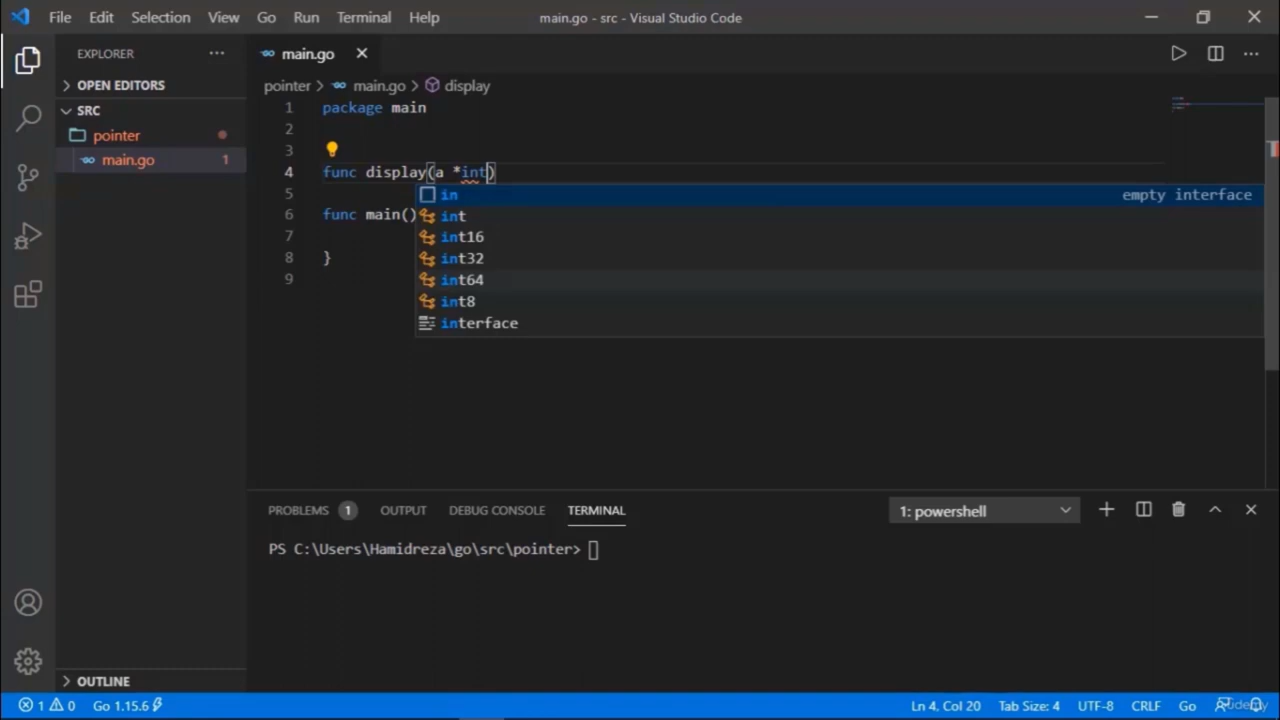 File Edit Selection View Go Run Terminal Help main.go - src - Visual Studio Code
EXPLORER
main.go
OPEN EDITORS
pointer > main.go > display
SRC
pointer
main.go 1
1 package main
2
3
4 func display(a *int)
5
6 func main()
7
8 }
9
in empty interface
int
int16
int32
int64
int8
interface
PROBLEMS 1 OUTPUT DEBUG CONSOLE TERMINAL 1: powershell
PS C:\Users\Hamidreza\go\src\pointer>
OUTLINE
1 0 Go 1.15.6 Ln 4, Col 20 Tab Size: 4 UTF-8 CRLF Go